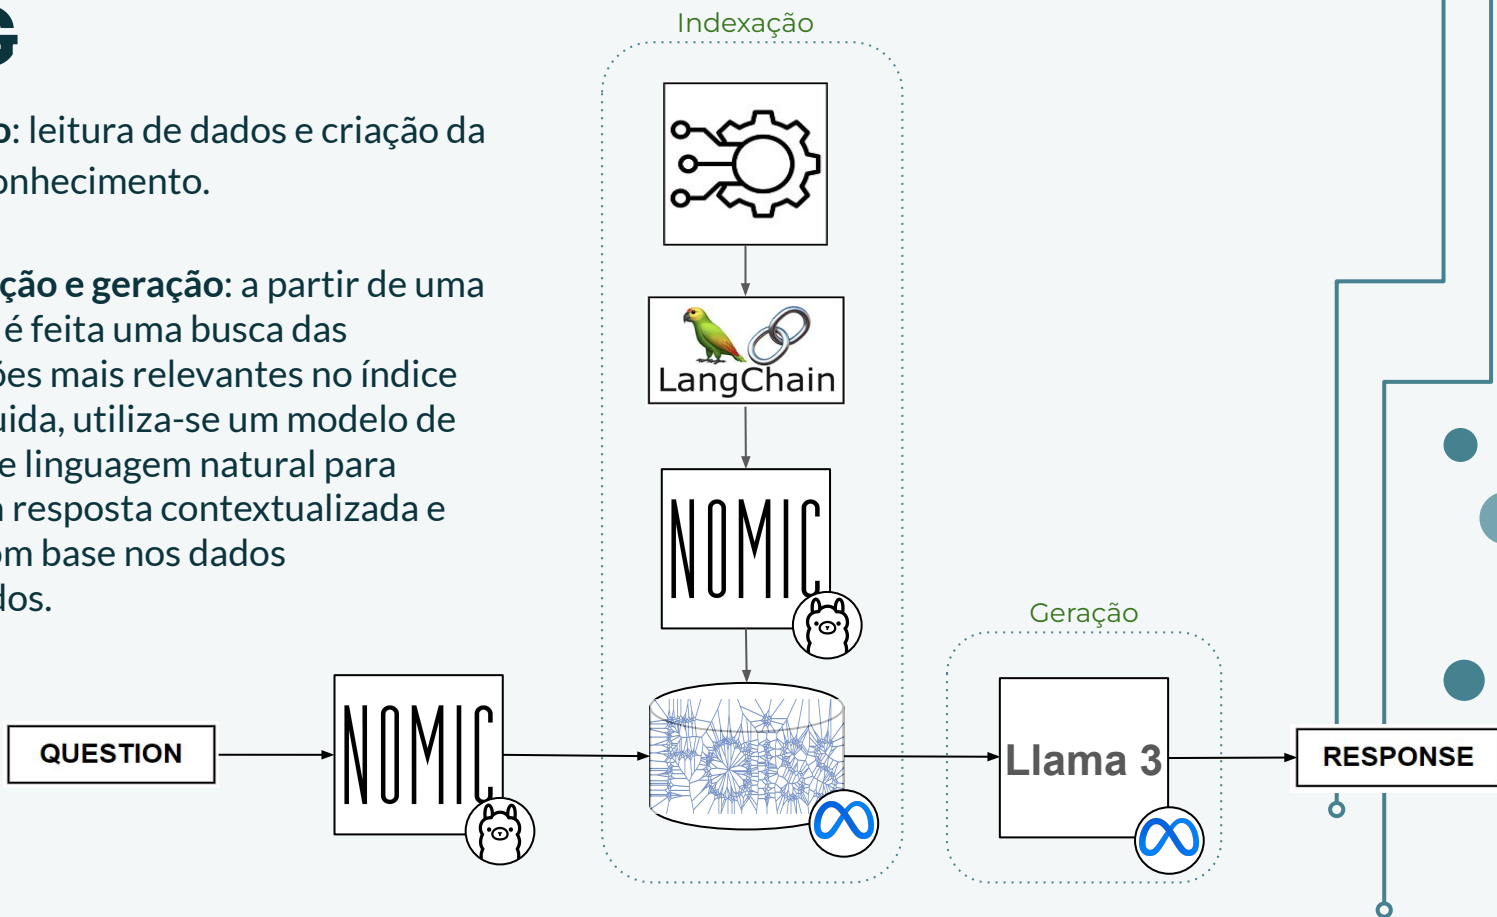 G
Indexação
o: leitura de dados e criação da
onhecimento.
ção e geração: a partir de uma
é feita uma busca das
ões mais relevantes no índice
uida, utiliza-se um modelo de
e linguagem natural para
a resposta contextualizada e
om base nos dados
dos.
LangChain
NOMIC
Geração
QUESTION
NOMIC
Llama 3
RESPONSE